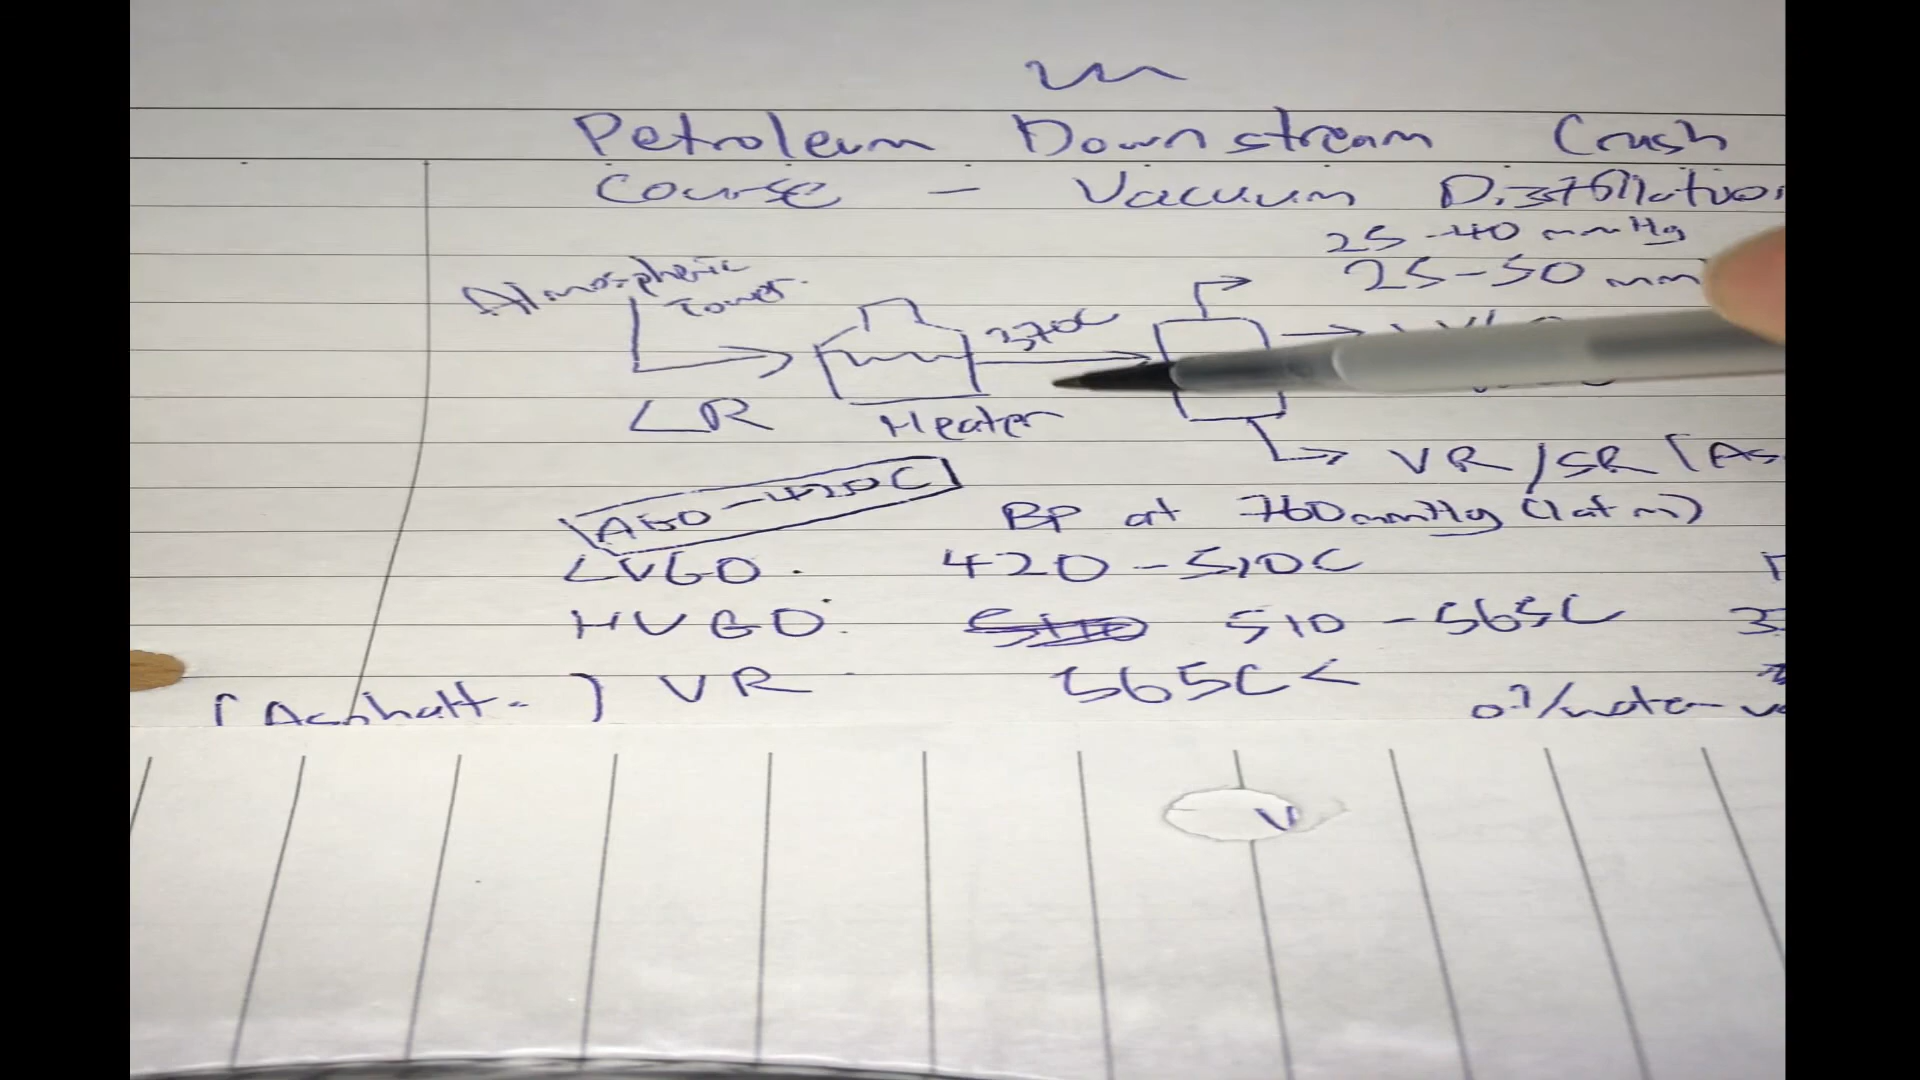 Petroleum Downstream Crash
Course - Vacuum Distillation
25-40 mmHg
25-50 mm
Atmospheric
Tower
370C
LR
Heater
VR/SR [As
AGO-420C
BP at 760mmHg (1atm)
LVGO. 420-510C
HVGO: 510-565C
[Asphalt-] VR 565C<